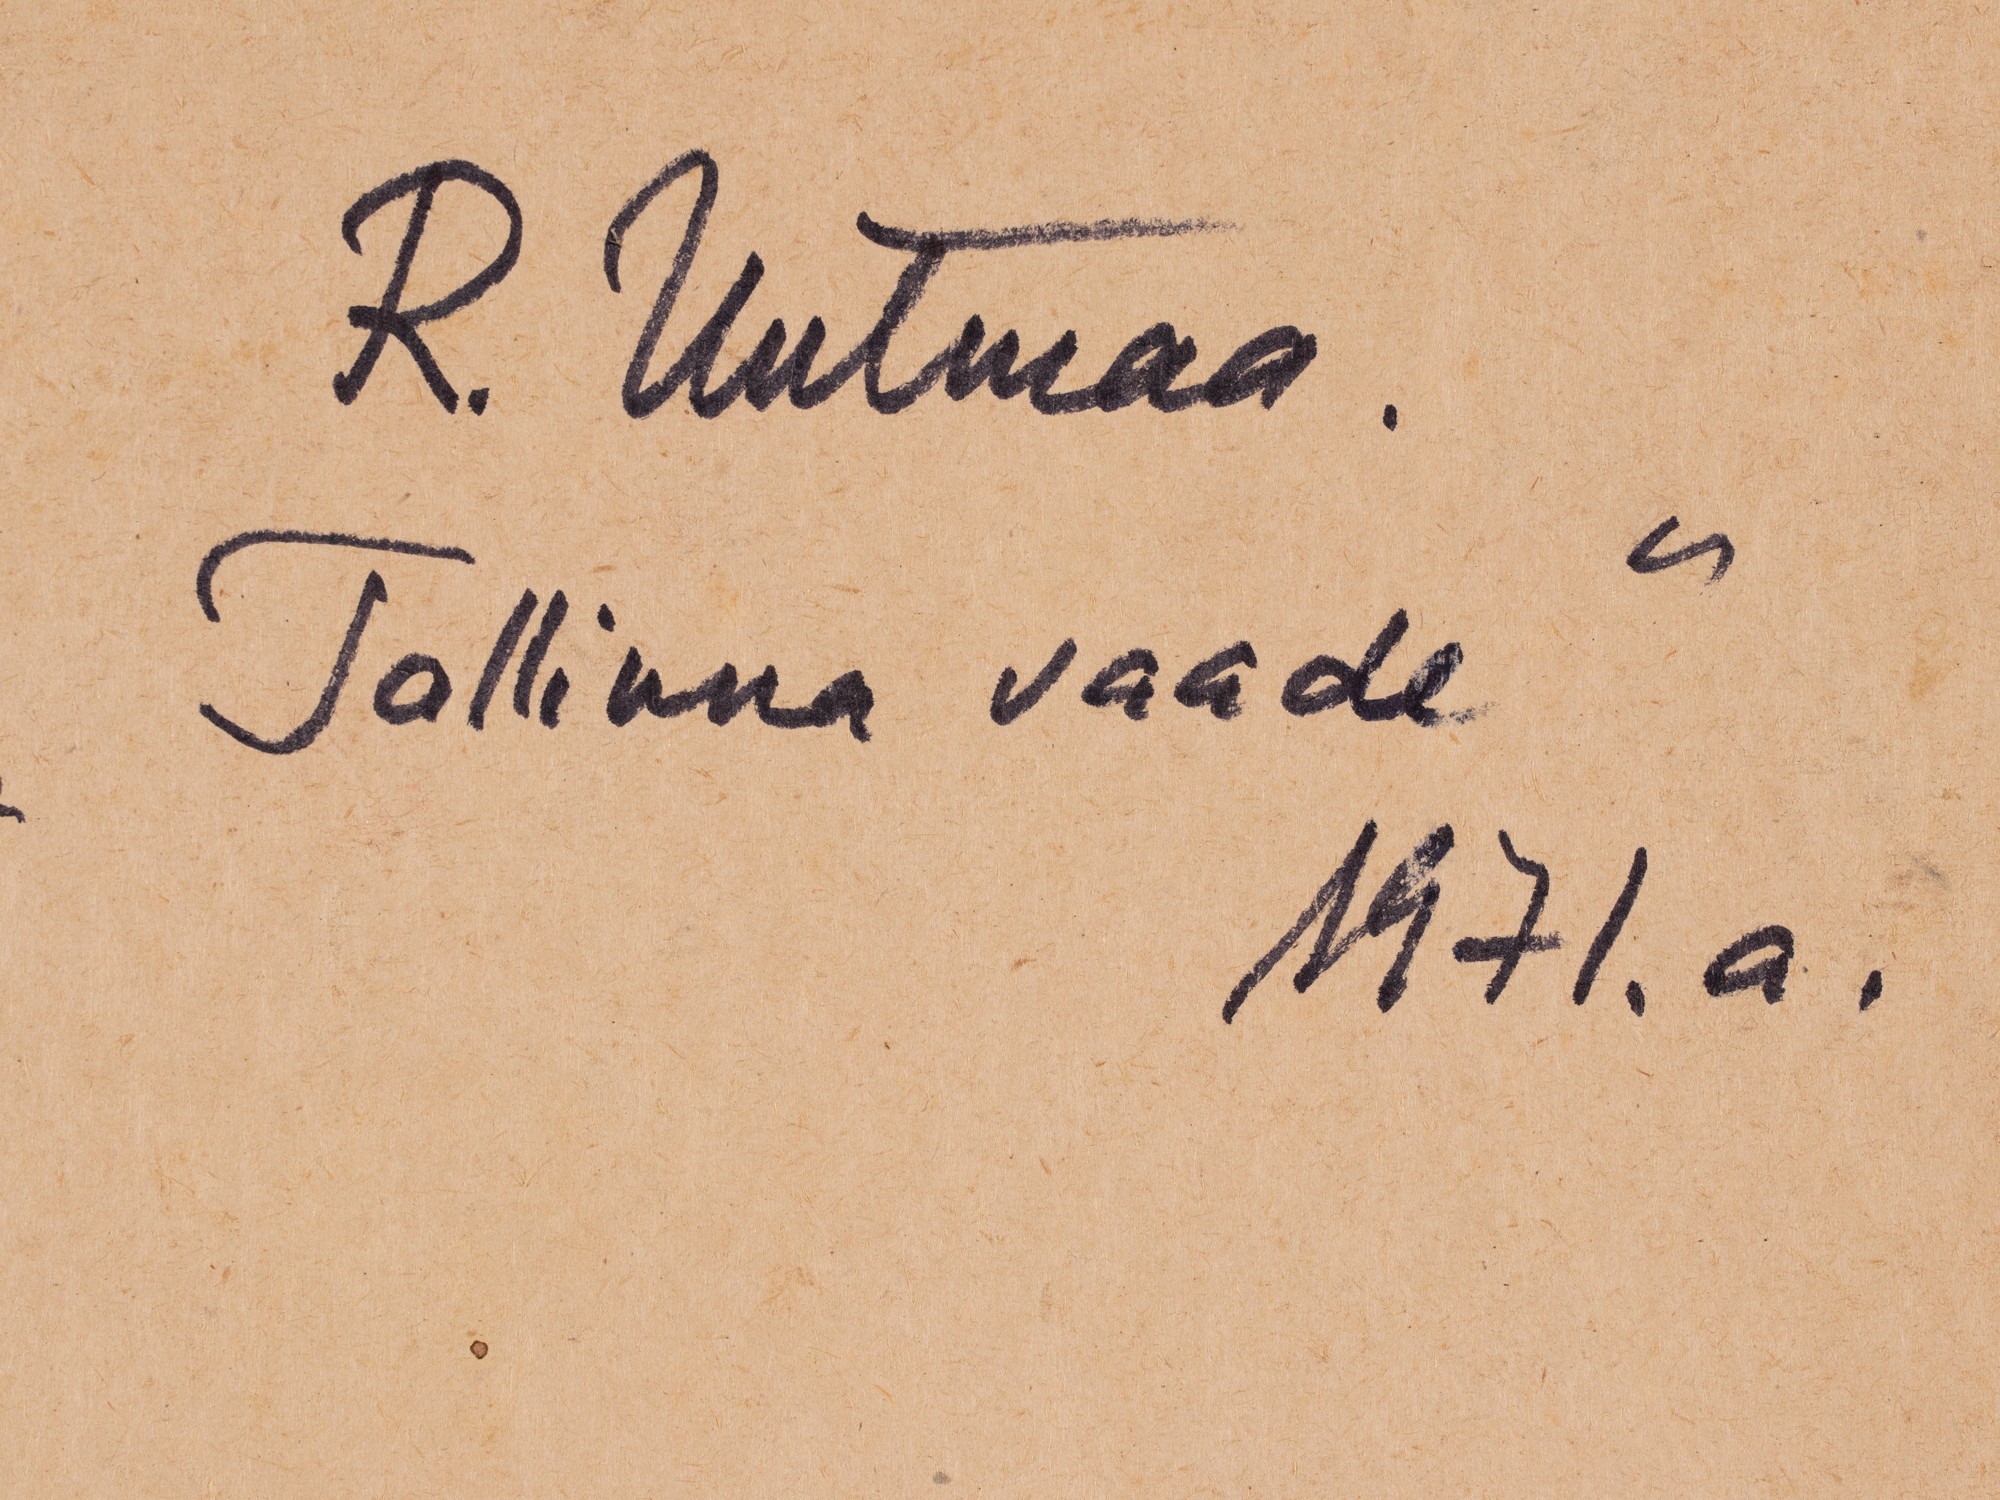 R. Uutmaa.
Tallinna vaade"
1971. a.